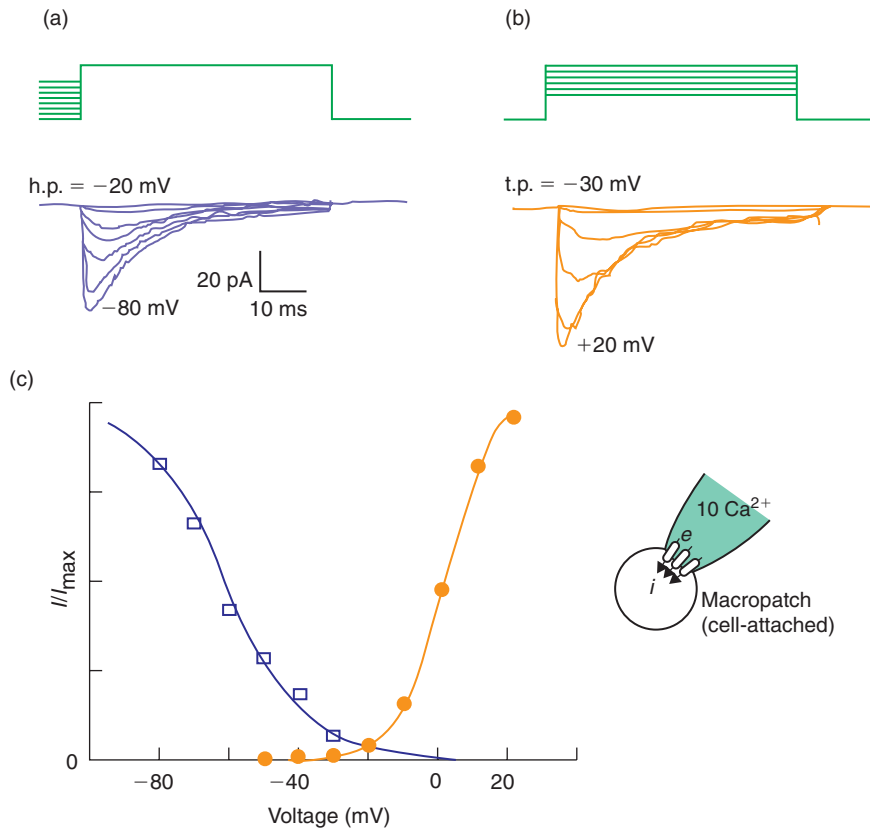 (a)
(b)
h.p. = −20 mV
t.p. = −30 mV
20 pA
10 ms
−80 mV
+20 mV
(c)
I/Imax
0
−80
−40
0
20
Voltage (mV)
10 Ca2+
e
i
Macropatch
(cell-attached)